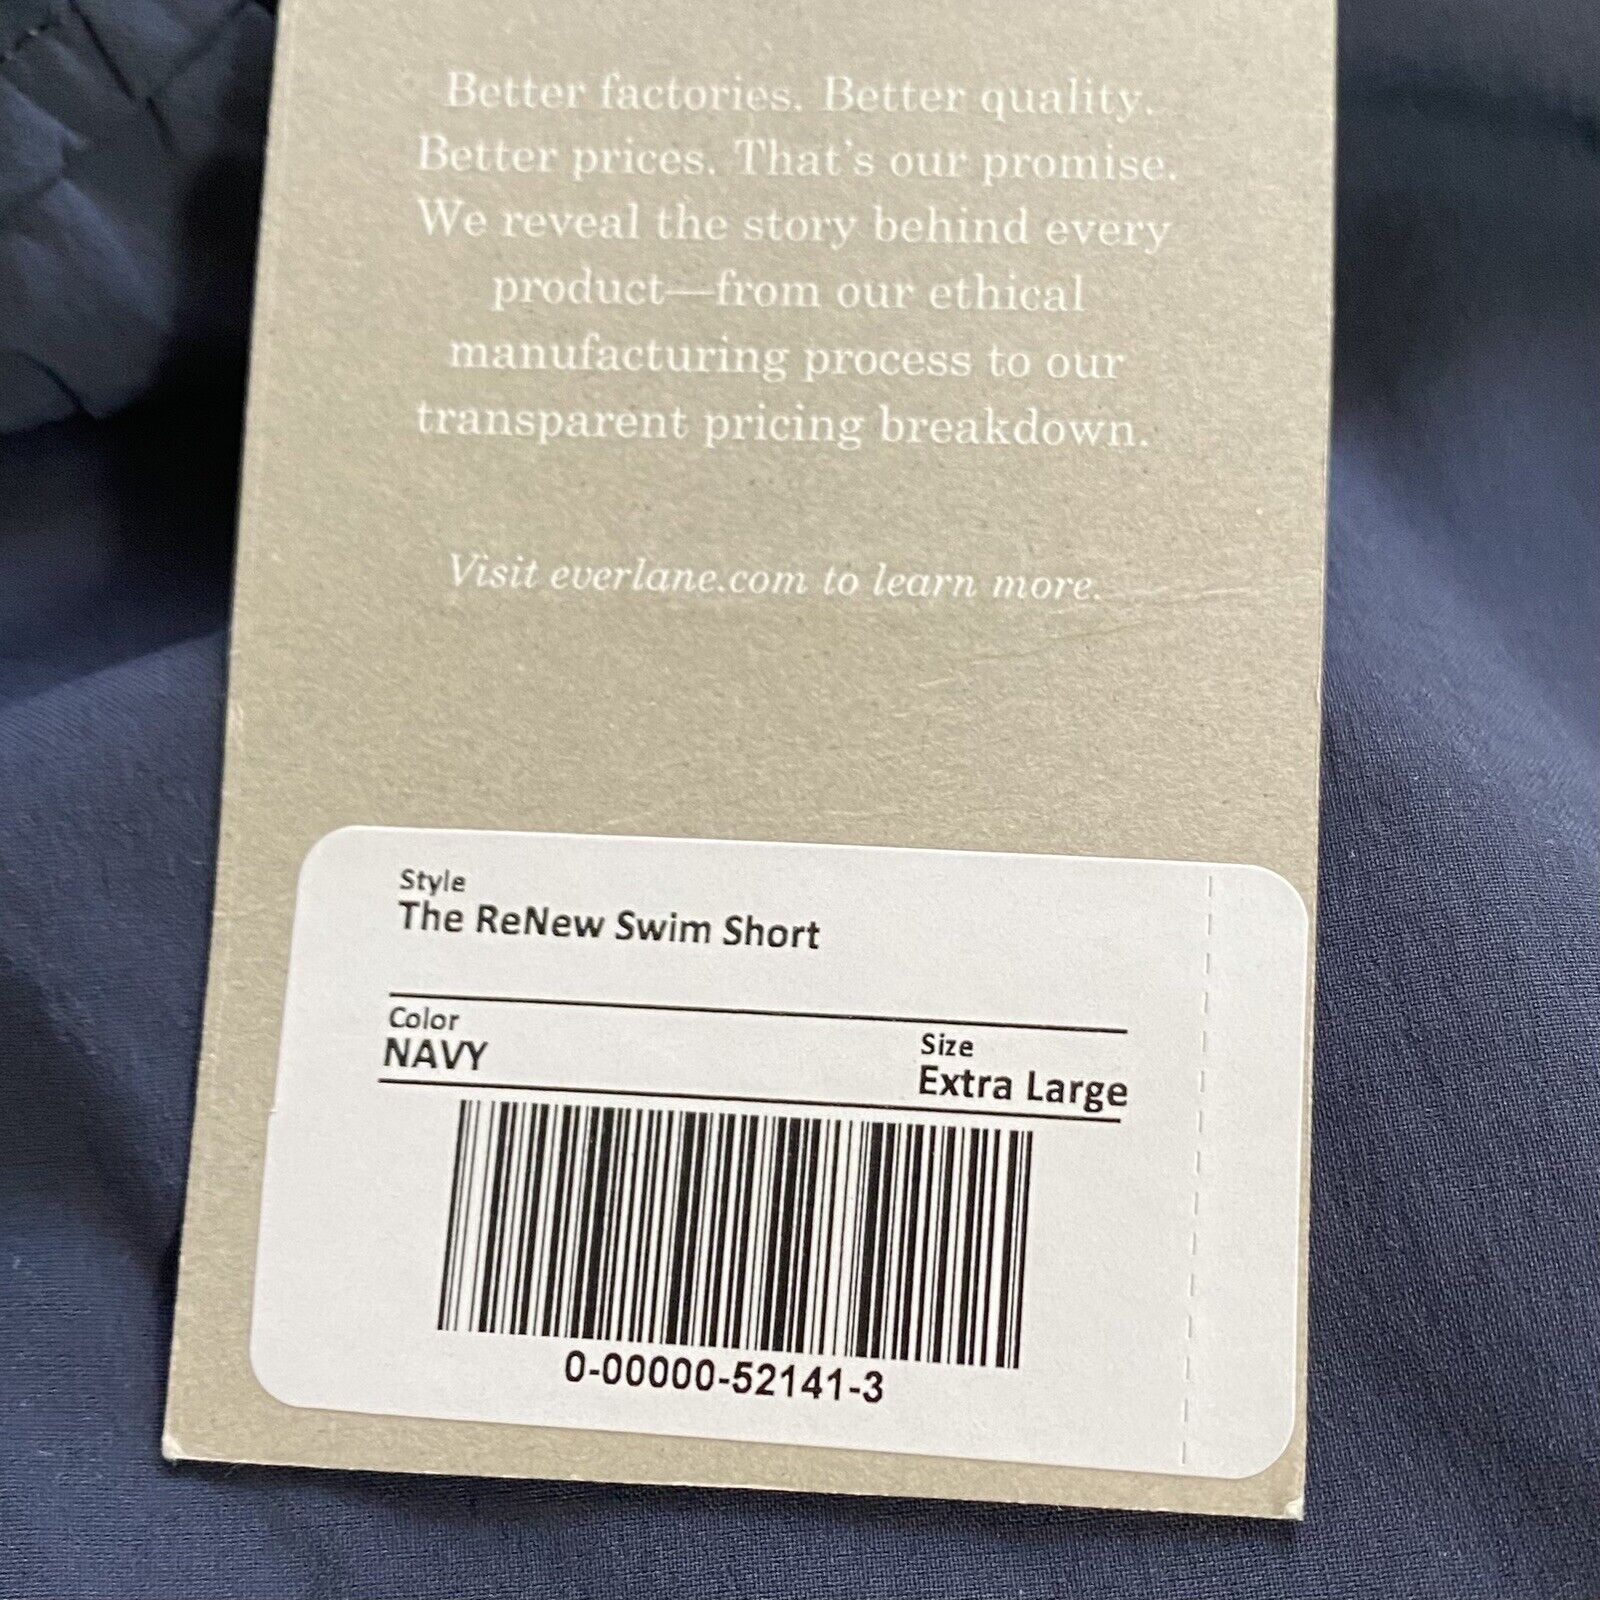 Better factories. Better quality.
Better prices. That's our promise.
We reveal the story behind every
product—from our ethical
manufacturing process to our
transparent pricing breakdown.
Visit everlane.com to learn more.
Style
The ReNew Swim Short
Color
NAVY
Size
Extra Large
0-00000-52141-3